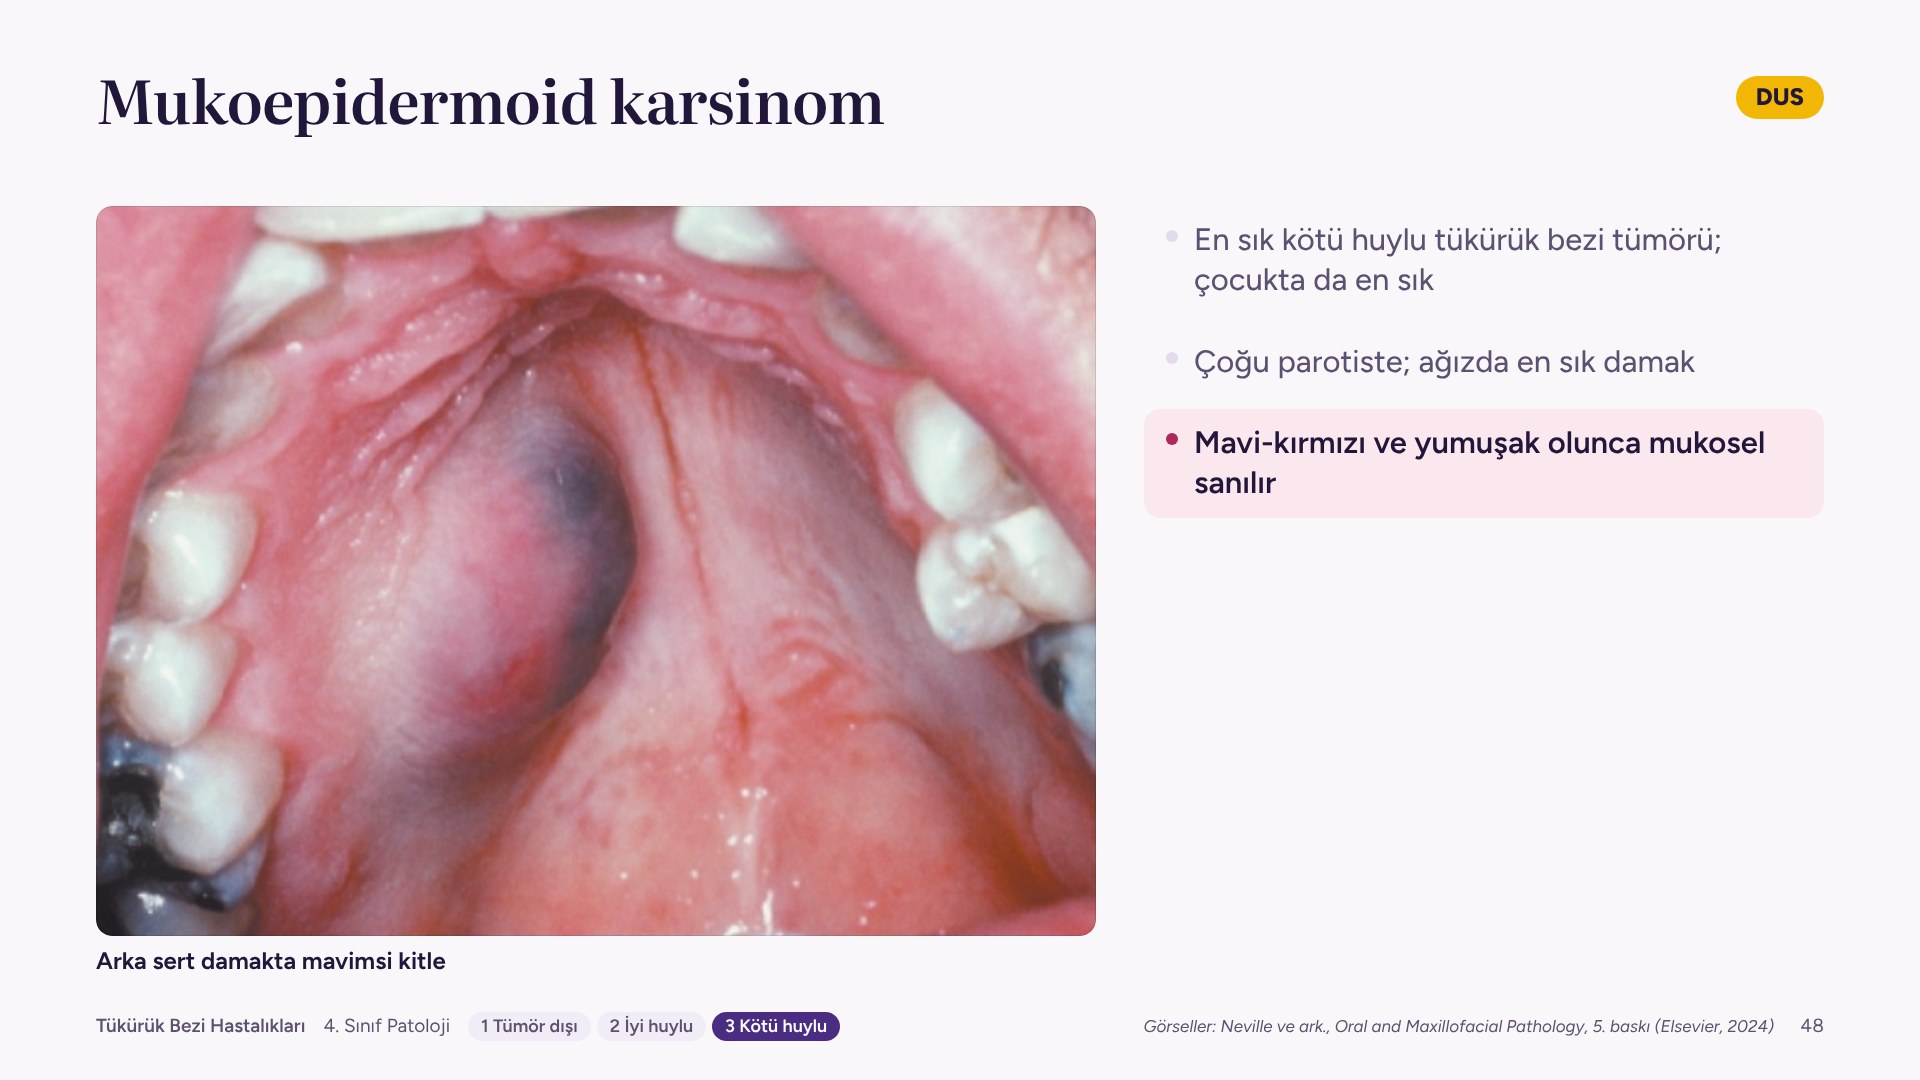 Mukoepidermoid karsinom
DUS
En sık kötü huylu tükürük bezi tümörü;
çocukta da en sık
Çoğu parotiste; ağızda en sık damak
Mavi-kırmızı ve yumuşak olunca mukosel
sanılır
Arka sert damakta mavimsi kitle
Tükürük Bezi Hastalıkları 4. Sınıf Patoloji 1 Tümör dışı 2 İyi huylu 3 Kötü huylu
Görseller: Neville ve ark., Oral and Maxillofacial Pathology, 5. baskı (Elsevier, 2024) 48